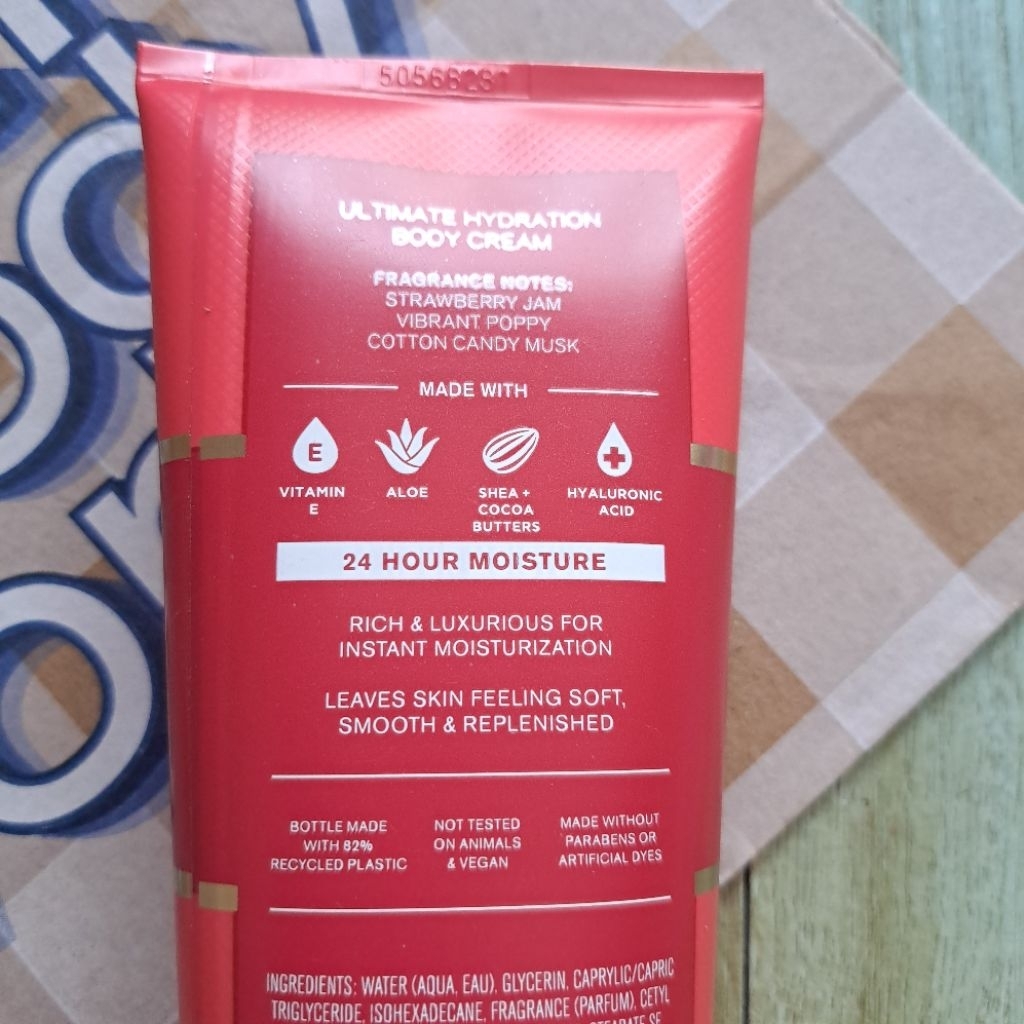 ULTIMATE HYDRATION
BODY CREAM
FRAGRANCE NOTES:
STRAWBERRY JAM
VIBRANT POPPY
COTTON CANDY MUSK
MADE WITH
E
VITAMIN
E
ALOE
SHEA +
COCOA
BUTTERS
HYALURONIC
ACID
24 HOUR MOISTURE
RICH & LUXURIOUS FOR
INSTANT MOISTURIZATION
LEAVES SKIN FEELING SOFT,
SMOOTH & REPLENISHED
BOTTLE MADE
WITH 82%
RECYCLED PLASTIC
NOT TESTED
ON ANIMALS
& VEGAN
MADE WITHOUT
PARABENS OR
ARTIFICIAL DYES
INGREDIENTS: WATER (AQUA, EAU), GLYCERIN, CAPRYLIC/CAPRIC
TRIGLYCERIDE, ISOHEXADECANE, FRAGRANCE (PARFUM), CETYL